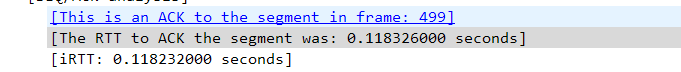 [This is an ACK to the segment in frame: 499]
[The RTT to ACK the segment was: 0.118326000 seconds]
[iRTT: 0.118232000 seconds]